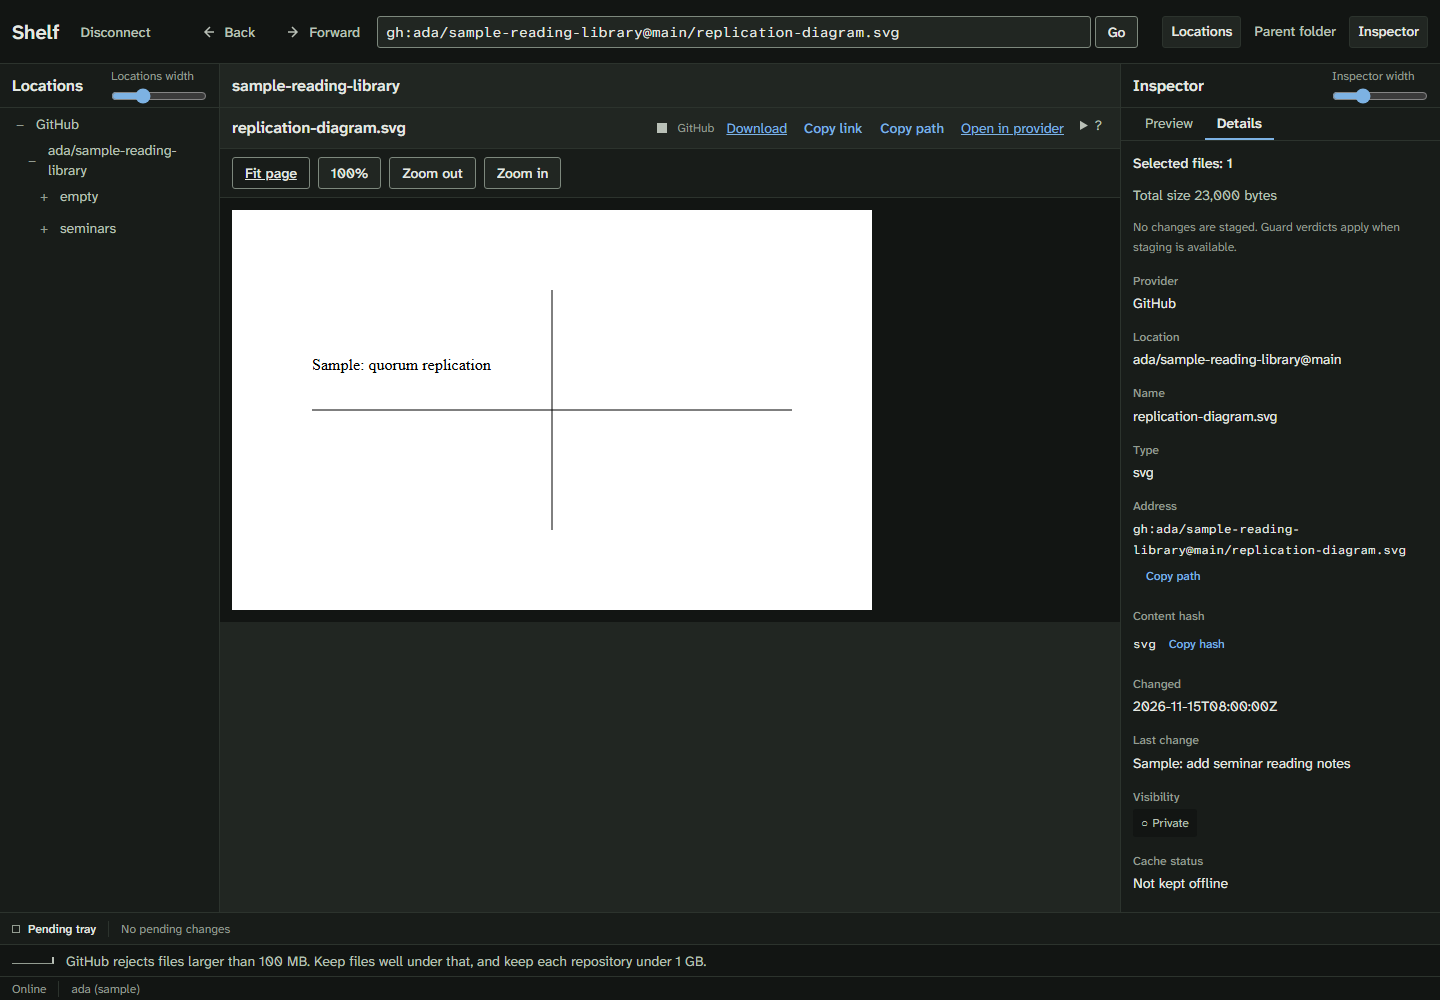 Shelf
Disconnect
Back
Forward
gh:ada/sample-reading-library@main/replication-diagram.svg
Go
Locations
Parent folder
Inspector
Locations
Locations width
GitHub
ada/sample-reading-
library
empty
seminars
sample-reading-library
replication-diagram.svg
GitHub
Download
Copy link
Copy path
Open in provider
?
Fit page
100%
Zoom out
Zoom in
Sample: quorum replication
Inspector
Inspector width
Preview
Details
Selected files: 1
Total size 23,000 bytes
No changes are staged. Guard verdicts apply when
staging is available.
Provider
GitHub
Location
ada/sample-reading-library@main
Name
replication-diagram.svg
Type
svg
Address
gh:ada/sample-reading-
library@main/replication-diagram.svg
Copy path
Content hash
svg
Copy hash
Changed
2026-11-15T08:00:00Z
Last change
Sample: add seminar reading notes
Visibility
Private
Cache status
Not kept offline
Pending tray
No pending changes
GitHub rejects files larger than 100 MB. Keep files well under that, and keep each repository under 1 GB.
Online
ada (sample)